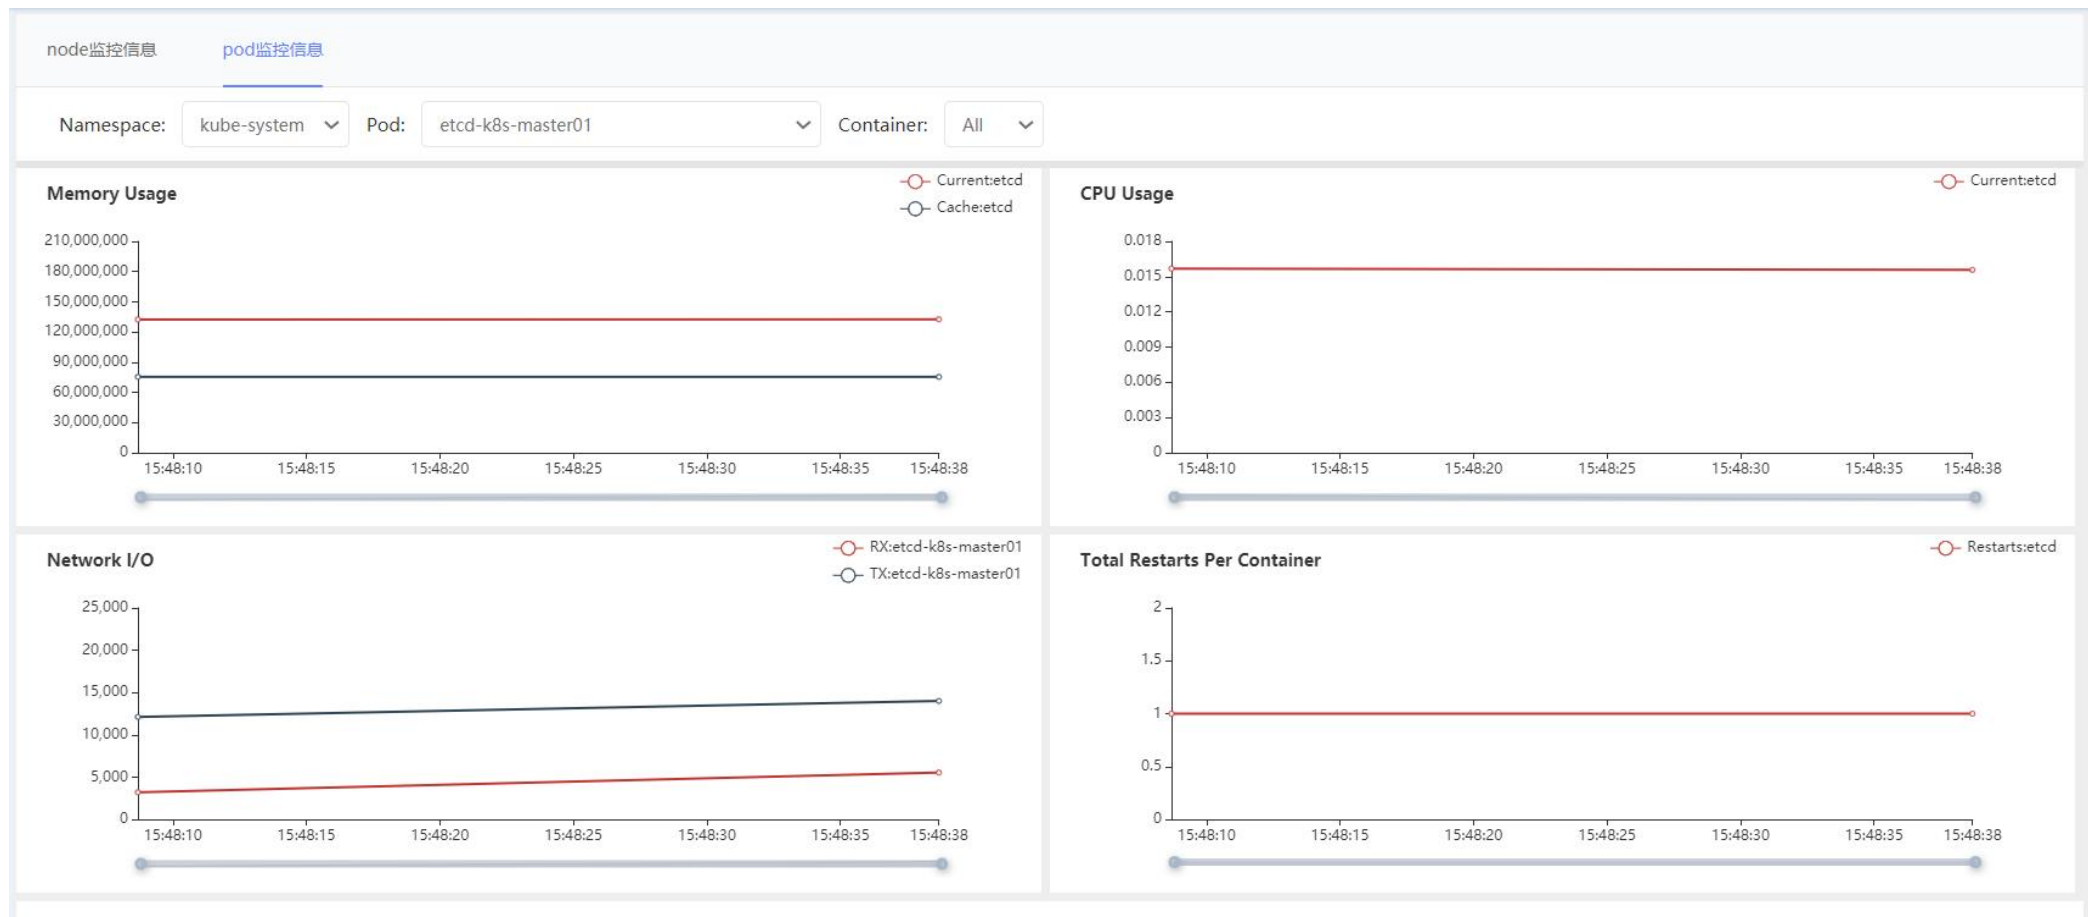 node监控信息 pod监控信息
Namespace: kube-system Pod: etcd-k8s-master01 Container: All
Memory Usage
Current:etcd
Cache:etcd
210,000,000
180,000,000
150,000,000
120,000,000
90,000,000
60,000,000
30,000,000
0
15:48:10 15:48:15 15:48:20 15:48:25 15:48:30 15:48:35 15:48:38
CPU Usage
Current:etcd
0.018
0.015
0.012
0.009
0.006
0.003
0
15:48:10 15:48:15 15:48:20 15:48:25 15:48:30 15:48:35 15:48:38
Network I/O
RX:etcd-k8s-master01
TX:etcd-k8s-master01
25,000
20,000
15,000
10,000
5,000
0
15:48:10 15:48:15 15:48:20 15:48:25 15:48:30 15:48:35 15:48:38
Total Restarts Per Container
Restarts:etcd
2
1.5
1
0.5
0
15:48:10 15:48:15 15:48:20 15:48:25 15:48:30 15:48:35 15:48:38